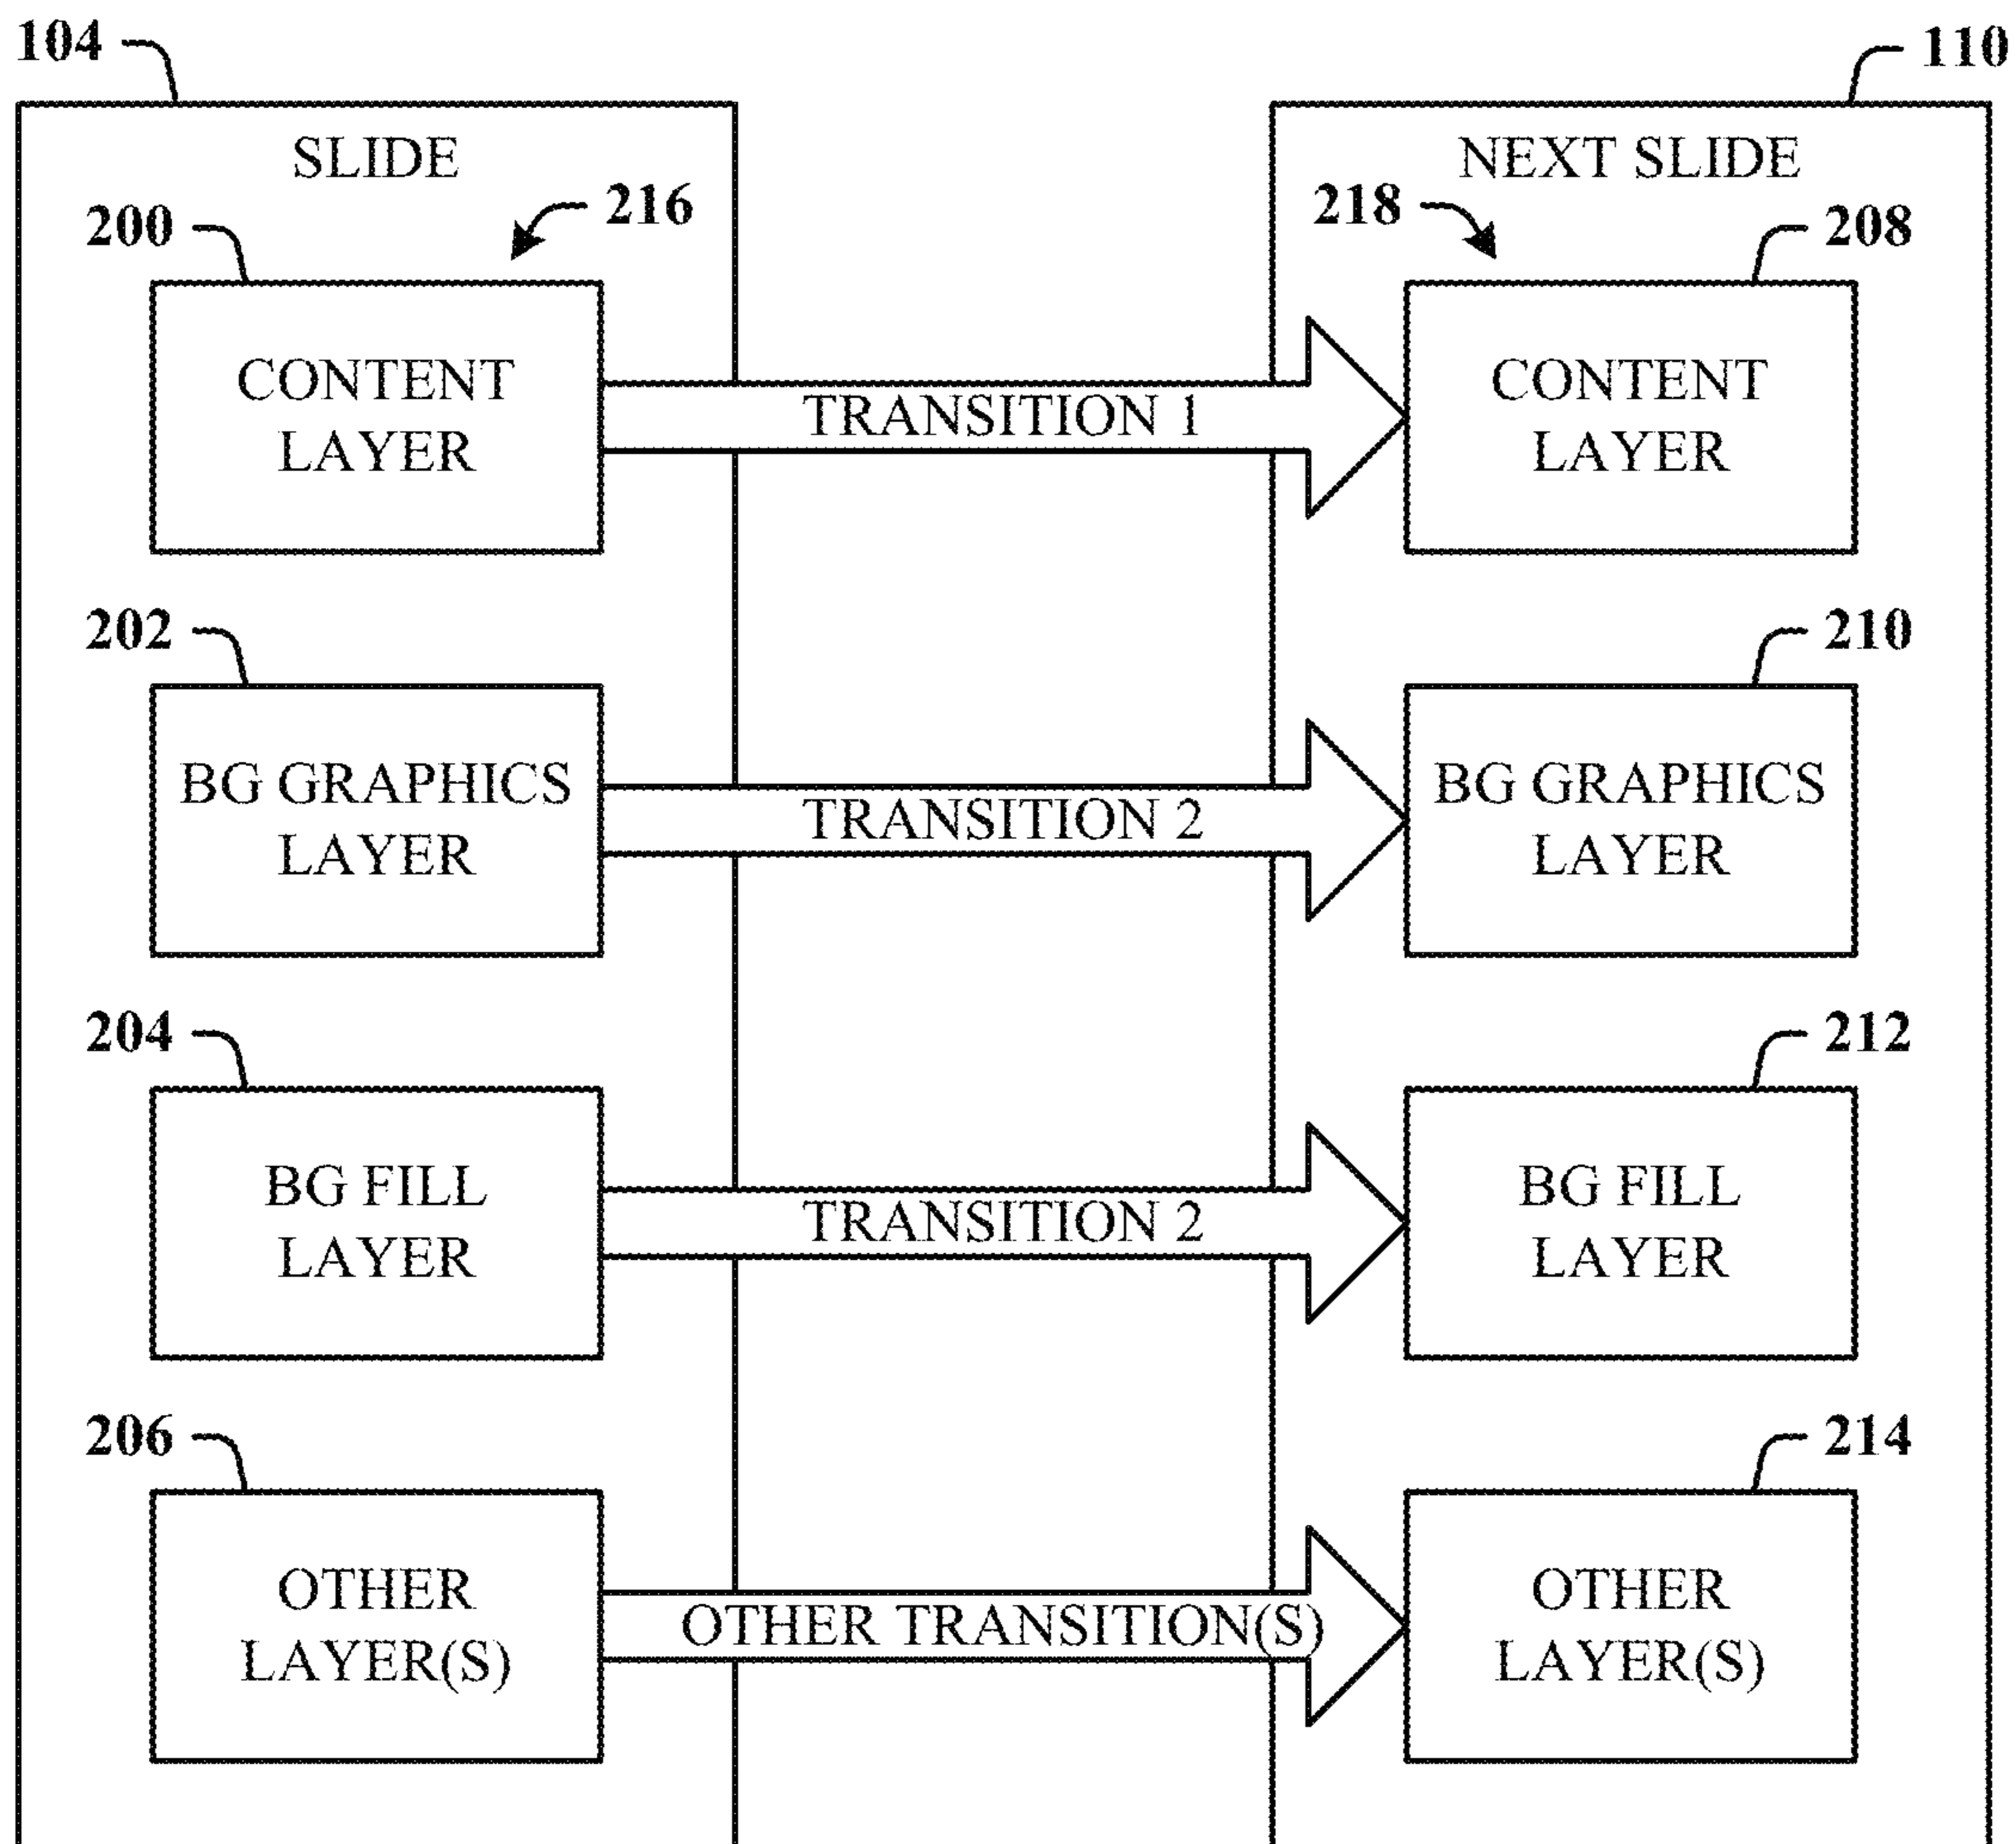 104
110
SLIDE
NEXT SLIDE
216
218
200
208
CONTENT
LAYER
TRANSITION 1
CONTENT
LAYER
202
210
BG GRAPHICS
LAYER
TRANSITION 2
BG GRAPHICS
LAYER
204
212
BG FILL
LAYER
TRANSITION 2
BG FILL
LAYER
206
214
OTHER
LAYER(S)
OTHER TRANSITION(S)
OTHER
LAYER(S)